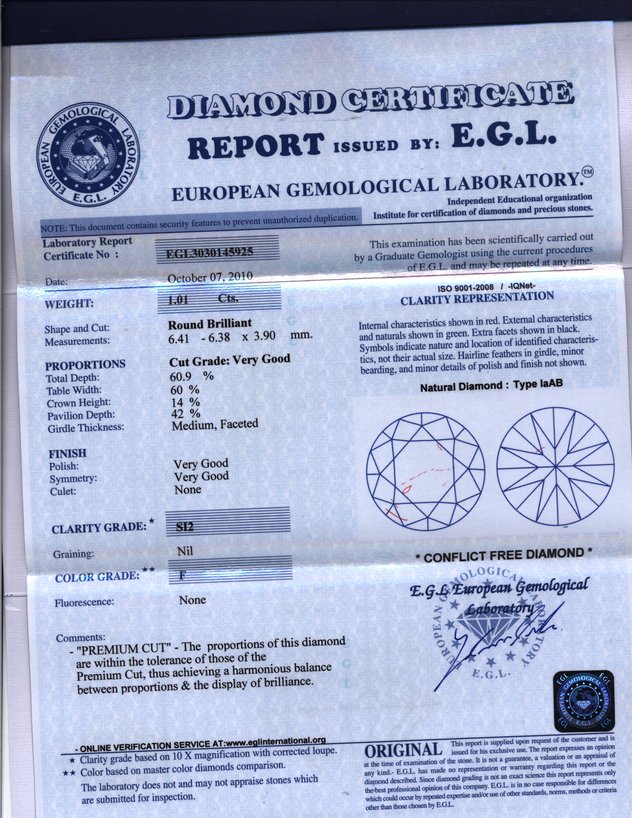 DIAMOND CERTIFICATE
REPORT ISSUED BY: E.G.L.
EUROPEAN GEMOLOGICAL LABORATORY.™
EUROPEAN GEMOLOGICAL LABORATORY
E.G.L.
Independent Educational organization
Institute for certification of diamonds and precious stones.
NOTE: This document contains security features to prevent unauthorized duplication.
Laboratory Report
Certificate No : EGL3030145925
Date: October 07, 2010
WEIGHT: 1.01 Cts.
Shape and Cut: Round Brilliant
Measurements: 6.41 - 6.38 x 3.90 mm.
PROPORTIONS Cut Grade: Very Good
Total Depth: 60.9 %
Table Width: 60 %
Crown Height: 14 %
Pavilion Depth: 42 %
Girdle Thickness: Medium, Faceted
FINISH
Polish: Very Good
Symmetry: Very Good
Culet: None
CLARITY GRADE: * SI2
Graining: Nil
COLOR GRADE: ** F
Fluorescence: None
Comments:
- "PREMIUM CUT" - The proportions of this diamond
are within the tolerance of those of the
Premium Cut, thus achieving a harmonious balance
between proportions & the display of brilliance.
- ONLINE VERIFICATION SERVICE AT:www.eglinternational.org
* Clarity grade based on 10 X magnification with corrected loupe.
** Color based on master color diamonds comparison.
The laboratory does not and may not appraise stones which
are submitted for inspection.
This examination has been scientifically carried out
by a Graduate Gemologist using the current procedures
of E.G.L. and may be repeated at any time.
ISO 9001-2008 / -IQNet-
CLARITY REPRESENTATION
Internal characteristics shown in red. External characteristics
and naturals shown in green. Extra facets shown in black.
Symbols indicate nature and location of identified characteris-
tics, not their actual size. Hairline feathers in girdle, minor
bearding, and minor details of polish and finish not shown.
Natural Diamond : Type IaAB
* CONFLICT FREE DIAMOND *
E.G.L European Gemological
Laboratory
EUROPEAN GEMOLOGICAL LABORATORY
E.G.L.
EGL
EGL
EGL
EGL
ORIGINAL This report is supplied upon request of the customer and is
issued for his exclusive use. The report expresses an opinion
at the time of examination of the stone. It is not a guarantee, a valuation or an appraisal of
any kind.- E.G.L. has made no representation or warranty regarding this report or the
diamond described. Since diamond grading is not an exact science this report represents only
the best professional opinion of this company. E.G.L. is in no case responsible for differences
which could occur by repeated expertise and/or use of other standards, norms, methods or criteria
other than those chosen by E.G.L.